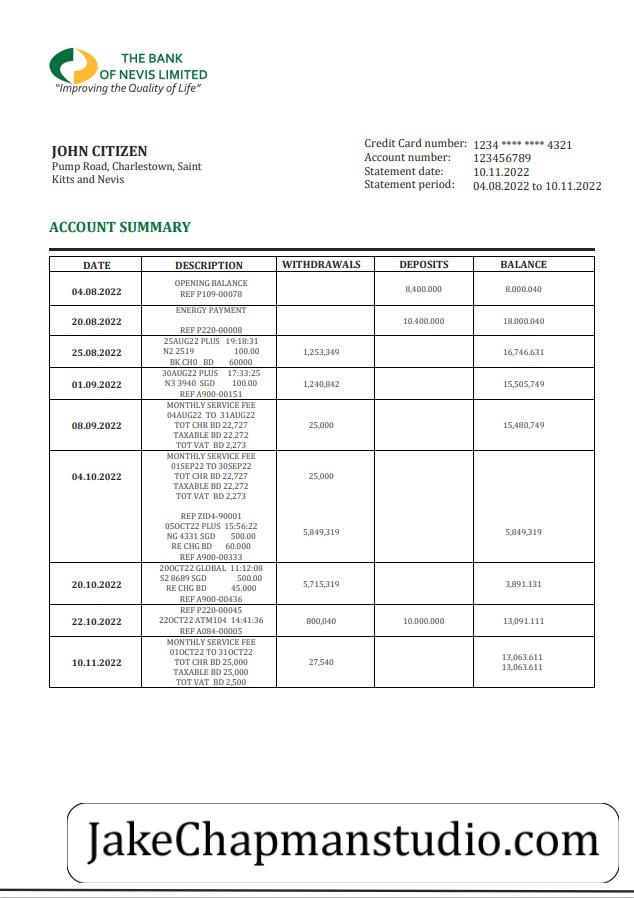 THE BANK
OF NEVIS LIMITED
“Improving the Quality of Life”
JOHN CITIZEN
Pump Road, Charlestown, Saint
Kitts and Nevis
Credit Card number: 1234 **** **** 4321
Account number: 123456789
Statement date: 10.11.2022
Statement period: 04.08.2022 to 10.11.2022
ACCOUNT SUMMARY
DATE DESCRIPTION WITHDRAWALS DEPOSITS BALANCE
04.08.2022 OPENING BALANCE 8,400.000 8.000.040
REF P109-00078
20.08.2022 ENERGY PAYMENT 10.400.000 18.000.040
REF P220-00008
25AUG22 PLUS 19:18:31
25.08.2022 N2 2519 100.00 1,253,349 16,746.631
BK CH0 BD 60000
30AUG22 PLUS 17:33:25
01.09.2022 N3 3940 SGD 100.00 1,240,842 15,505,749
REF A900-00151
MONTHLY SERVICE FEE
04AUG22 TO 31AUG22
08.09.2022 TOT CHR BD 22,727 25,000 15,480,749
TAXABLE BD 22,272
TOT VAT BD 2,273
MONTHLY SERVICE FEE
01SEP22 TO 30SEP22
04.10.2022 TOT CHR BD 22,727 25,000
TAXABLE BD 22,272
TOT VAT BD 2,273
REP ZID4-90001
05OCT22 PLUS 15:56:22
NG 4331 SGD 500.00 5,849,319 5,849,319
RE CHG BD 60.000
REF A900-00333
20OCT22 GLOBAL 11:12:08
20.10.2022 S2 8689 SGD 500.00 5,715,319 3,891.131
RE CHG BD 45.000
REF A900-00436
REF P220-00045
22.10.2022 22OCT22 ATM104 14:41:36 800,040 10.000.000 13,091.111
REF A084-00005
MONTHLY SERVICE FEE
01OCT22 TO 31OCT22
10.11.2022 TOT CHR BD 25,000 27,540 13,063.611
TAXABLE BD 25,000 13,063.611
TOT VAT BD 2,500
JakeChapmanstudio.com